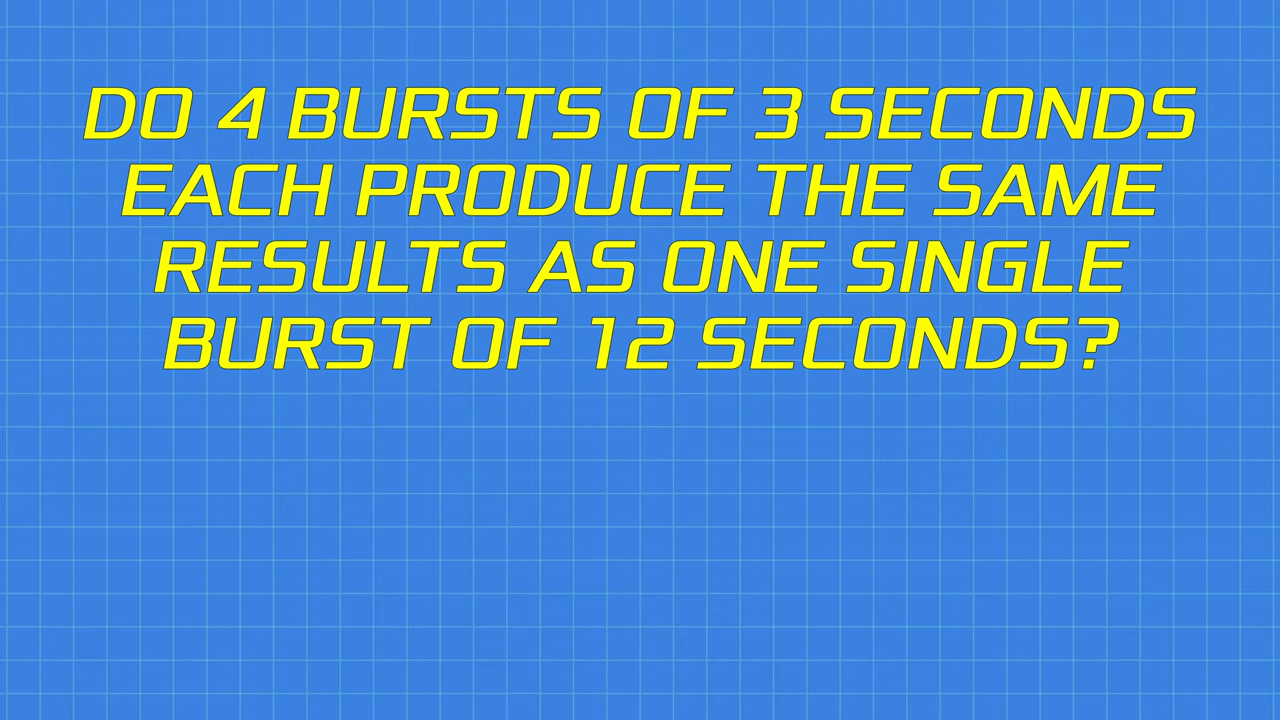 DO 4 BURSTS OF 3 SECONDS
EACH PRODUCE THE SAME
RESULTS AS ONE SINGLE
BURST OF 12 SECONDS?